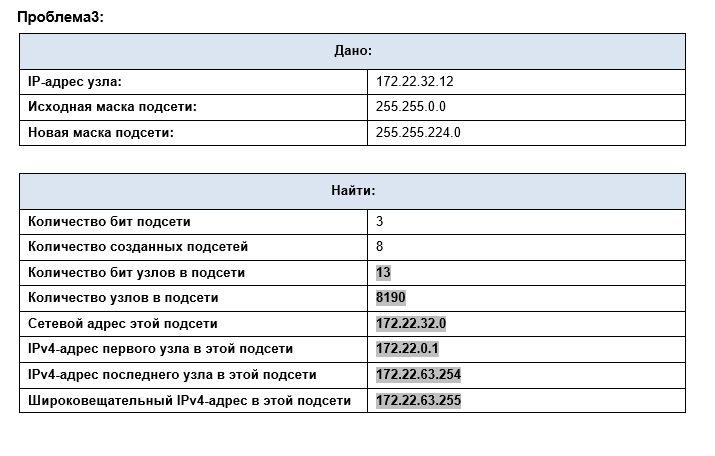 Проблема3:
Дано:
IP-адрес узла: 172.22.32.12
Исходная маска подсети: 255.255.0.0
Новая маска подсети: 255.255.224.0
Найти:
Количество бит подсети 3
Количество созданных подсетей 8
Количество бит узлов в подсети 13
Количество узлов в подсети 8190
Сетевой адрес этой подсети 172.22.32.0
IPv4-адрес первого узла в этой подсети 172.22.0.1
IPv4-адрес последнего узла в этой подсети 172.22.63.254
Широковещательный IPv4-адрес в этой подсети 172.22.63.255